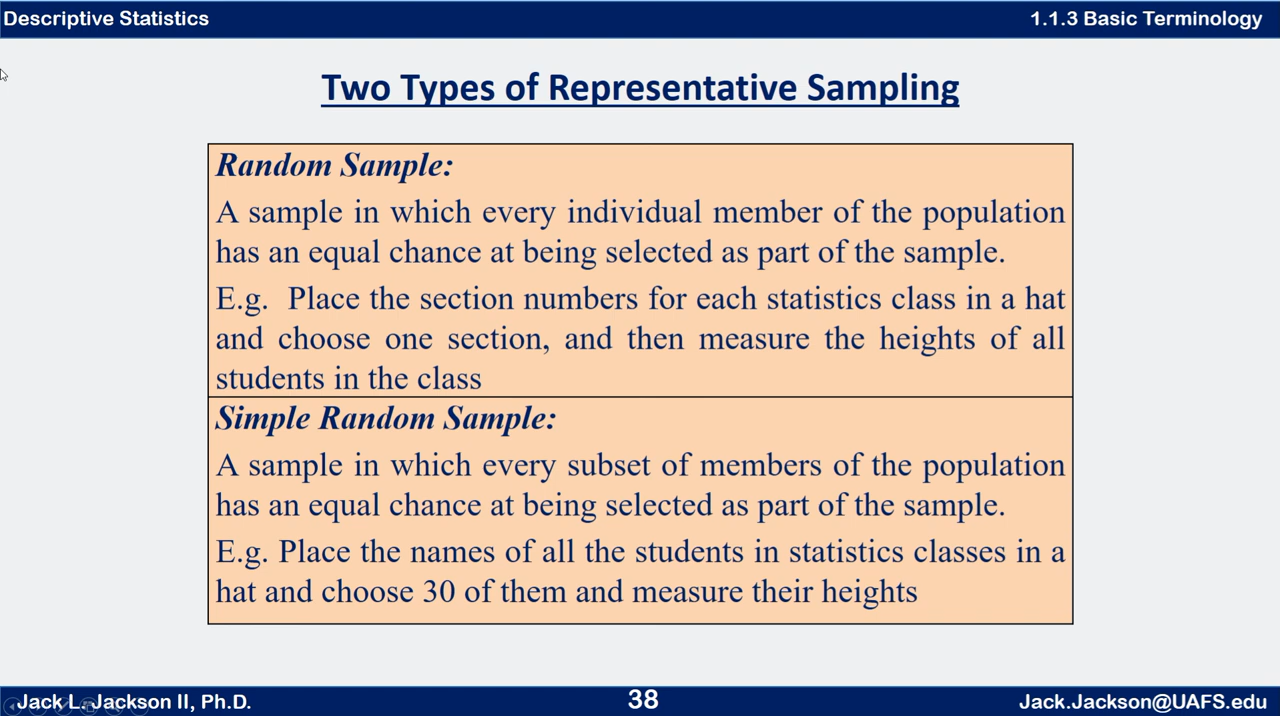 Descriptive Statistics
1.1.3 Basic Terminology
Two Types of Representative Sampling
Random Sample:
A sample in which every individual member of the population
has an equal chance at being selected as part of the sample.
E.g. Place the section numbers for each statistics class in a hat
and choose one section, and then measure the heights of all
students in the class
Simple Random Sample:
A sample in which every subset of members of the population
has an equal chance at being selected as part of the sample.
E.g. Place the names of all the students in statistics classes in a
hat and choose 30 of them and measure their heights
Jack L. Jackson II, Ph.D.
38
Jack.Jackson@UAFS.edu